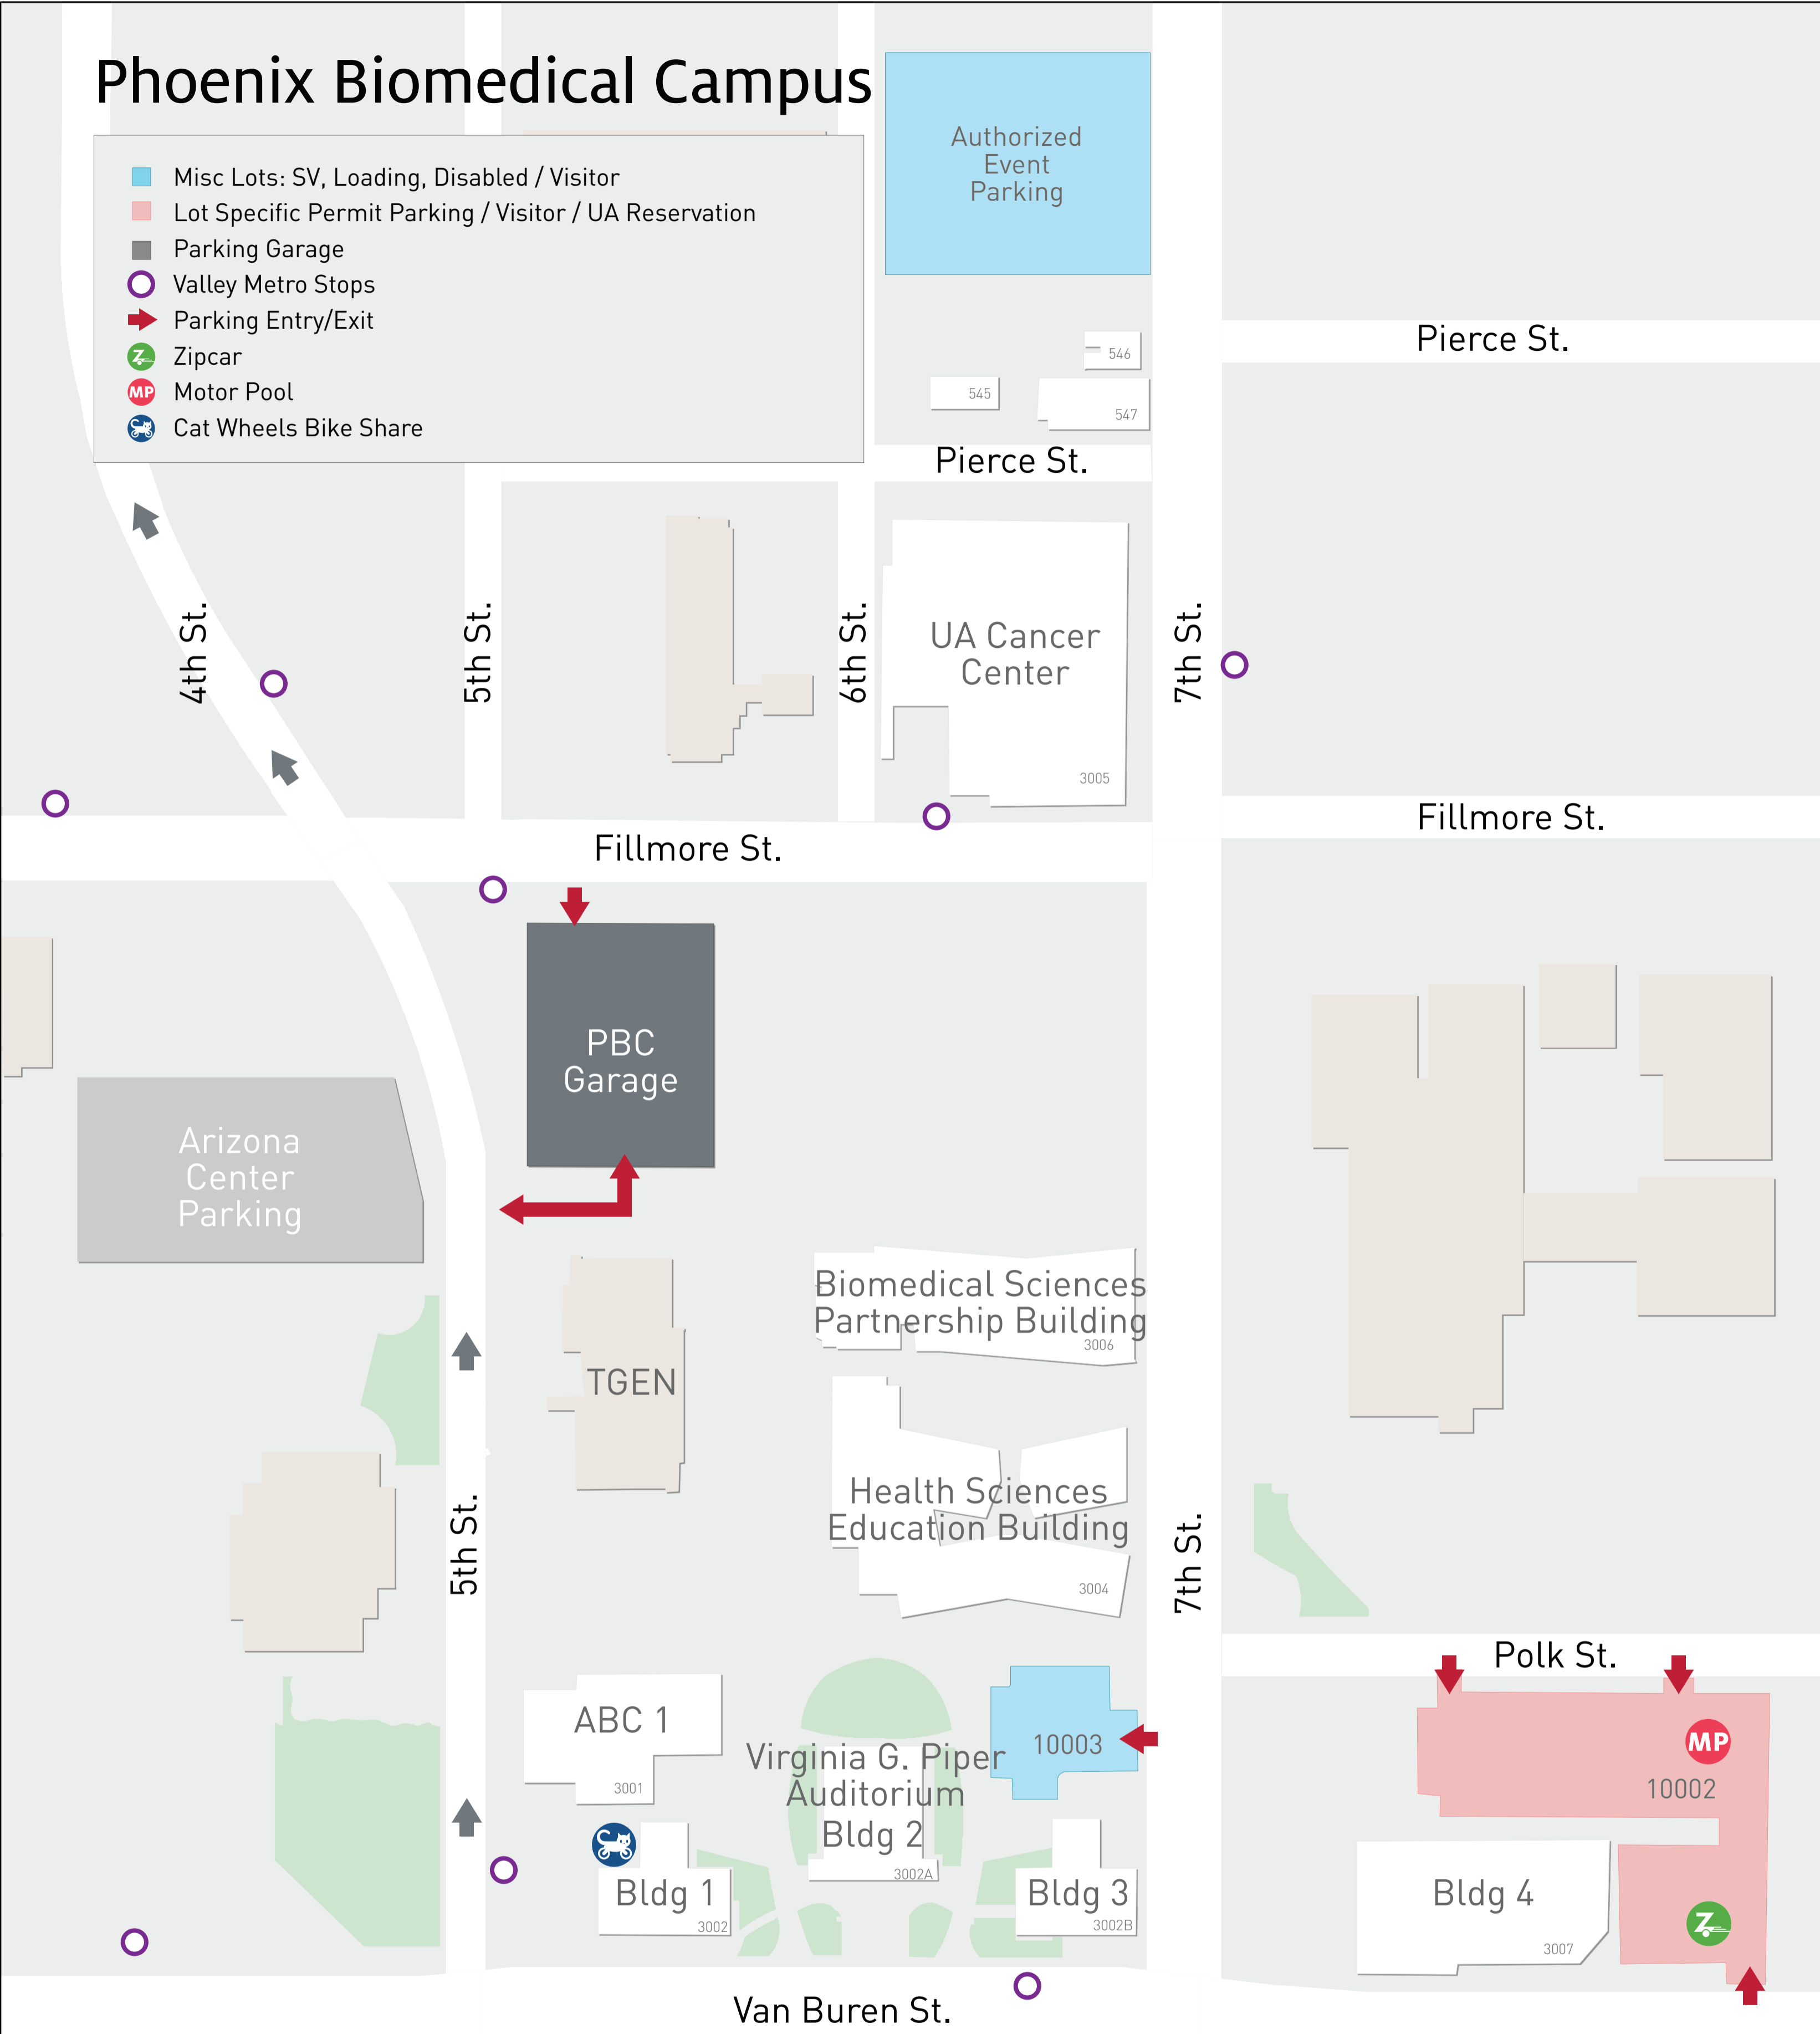 Phoenix Biomedical Campus
Misc Lots: SV, Loading, Disabled / Visitor
Lot Specific Permit Parking / Visitor / UA Reservation
Parking Garage
Valley Metro Stops
Parking Entry/Exit
Z
Zipcar
MP
Motor Pool
Cat Wheels Bike Share
Authorized
Event
Parking
546
545
547
Pierce St.
Pierce St.
4th St.
5th St.
6th St.
UA Cancer
Center
3005
7th St.
Fillmore St.
Fillmore St.
PBC
Garage
Arizona
Center
Parking
Biomedical Sciences
Partnership Building
3006
TGEN
Health Sciences
Education Building
3004
5th St.
7th St.
Polk St.
ABC 1
3001
Virginia G. Piper
Auditorium
Bldg 2
3002A
10003
MP
10002
Bldg 1
3002
Bldg 3
3002B
Bldg 4
3007
Z
Van Buren St.